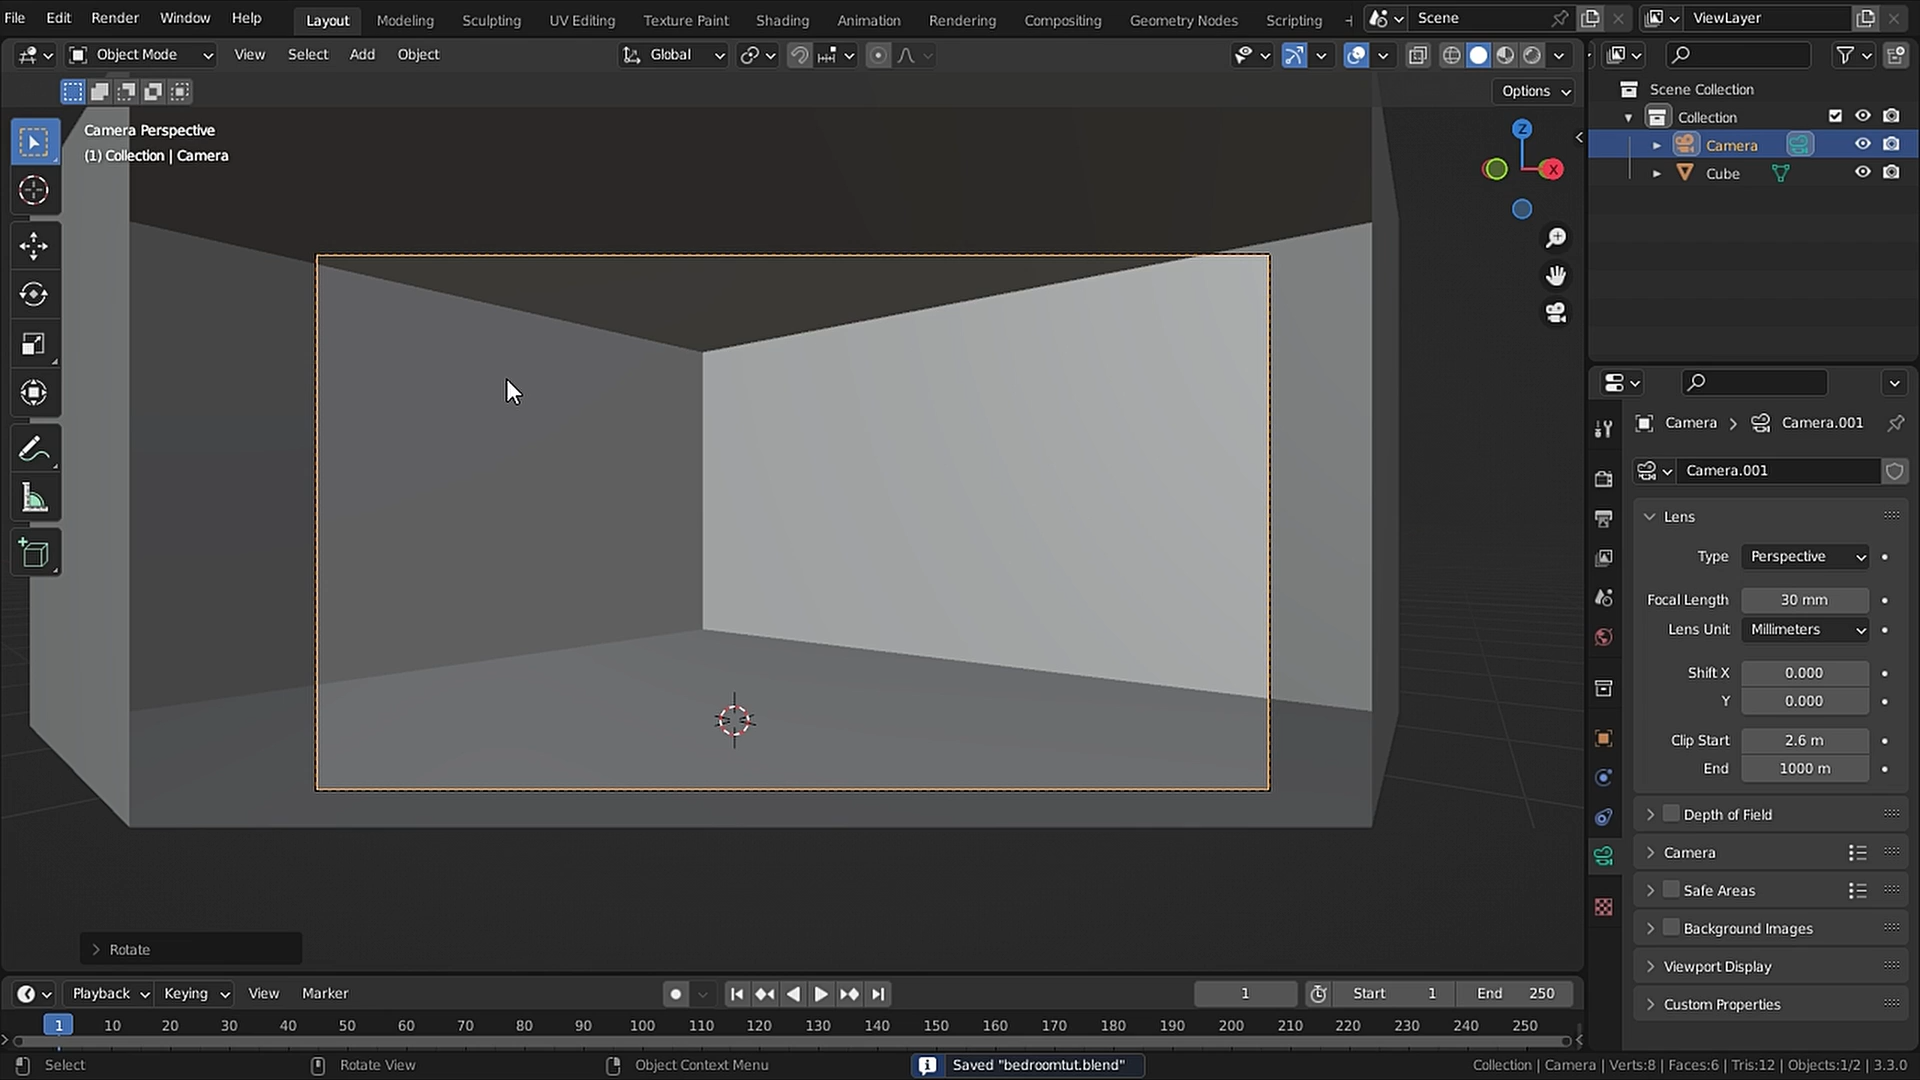 File Edit Render Window Help Layout Modeling Sculpting UV Editing Texture Paint Shading Animation Rendering Compositing Geometry Nodes Scripting Scene ViewLayer
Object Mode View Select Add Object Global
Options
Camera Perspective
(1) Collection | Camera
Z
X
Rotate
Scene Collection
Collection
Camera
Cube
Camera Camera.001
Camera.001
Lens
Type Perspective
Focal Length 30 mm
Lens Unit Millimeters
Shift X 0.000
Y 0.000
Clip Start 2.6 m
End 1000 m
Depth of Field
Camera
Safe Areas
Background Images
Viewport Display
Custom Properties
Playback Keying View Marker 1 Start 1 End 250
1 10 20 30 40 50 60 70 80 90 100 110 120 130 140 150 160 170 180 190 200 210 220 230 240 250
Select Rotate View Object Context Menu Saved "bedroomtut.blend" Collection | Camera | Verts:8 | Faces:6 | Tris:12 | Objects:1/2 | 3.3.0